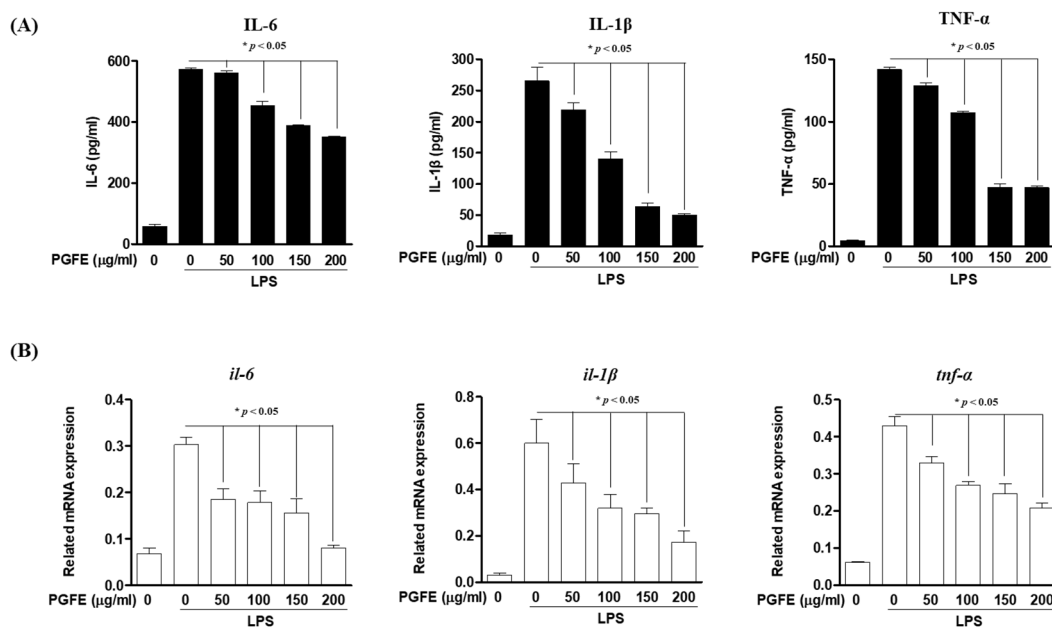 (A)
IL-6
* p < 0.05
600
400
200
0
IL-6 (pg/ml)
PGFE (μg/ml) 0 0 50 100 150 200
LPS
IL-1β
* p < 0.05
300
250
200
150
100
50
0
IL-1β (pg/ml)
PGFE (μg/ml) 0 0 50 100 150 200
LPS
TNF-α
* p < 0.05
150
100
50
0
TNF-α (pg/ml)
PGFE (μg/ml) 0 0 50 100 150 200
LPS
(B)
il-6
* p < 0.05
0.4
0.3
0.2
0.1
0.0
Related mRNA expression
PGFE (μg/ml) 0 0 50 100 150 200
LPS
il-1β
* p < 0.05
0.8
0.6
0.4
0.2
0.0
Related mRNA expression
PGFE (μg/ml) 0 0 50 100 150 200
LPS
tnf-α
* p < 0.05
0.5
0.4
0.3
0.2
0.1
0.0
Related mRNA expression
PGFE (μg/ml) 0 0 50 100 150 200
LPS